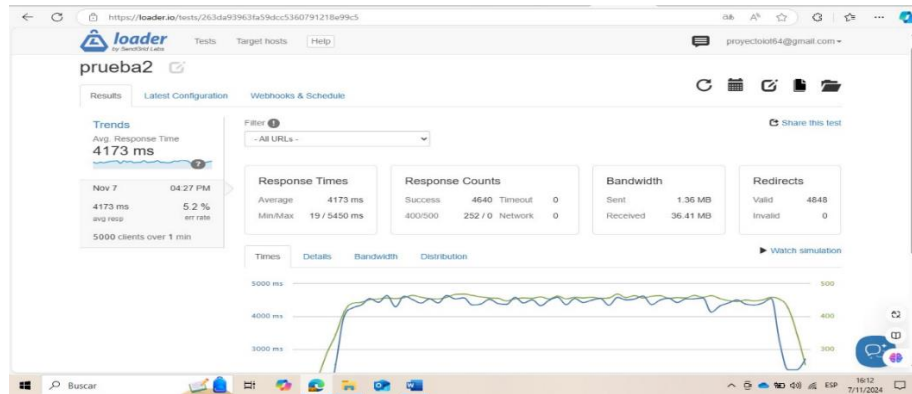 https://loader.io/tests/263da93963fa59dcc5360791218e99c5
loader
by SendGrid Labs
Tests
Target hosts
Help
proyectoiot64@gmail.com
prueba2
Results
Latest Configuration
Webhooks & Schedule
Trends
Avg. Response Time
4173 ms
?
Nov 7 04:27 PM
4173 ms 5.2 %
avg resp err rate
5000 clients over 1 min
Filter
- All URLs -
Share this test
Response Times
Average 4173 ms
Min/Max 19 / 5450 ms
Response Counts
Success 4640 Timeout 0
400/500 252 / 0 Network 0
Bandwidth
Sent 1.36 MB
Received 36.41 MB
Redirects
Valid 4848
Invalid 0
Times
Details
Bandwidth
Distribution
Watch simulation
5000 ms 500
4000 ms 400
3000 ms 300
Buscar
ESP
16:12
7/11/2024